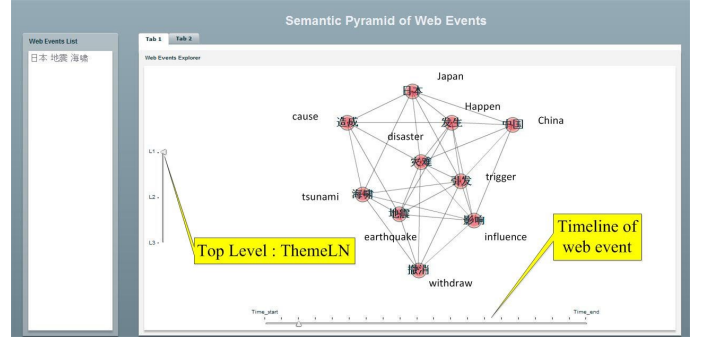 Semantic Pyramid of Web Events
Web Events List
日本 地震 海啸
Tab 1 Tab 2
Web Events Explorer
Japan
日本
cause
造成
Happen
发生
中国
China
disaster
灾难
L1
引发
trigger
tsunami
海啸
L2
地震
影响
earthquake
influence
L3
Top Level : ThemeLN
Timeline of
web event
撤消
withdraw
Time_start
Time_end